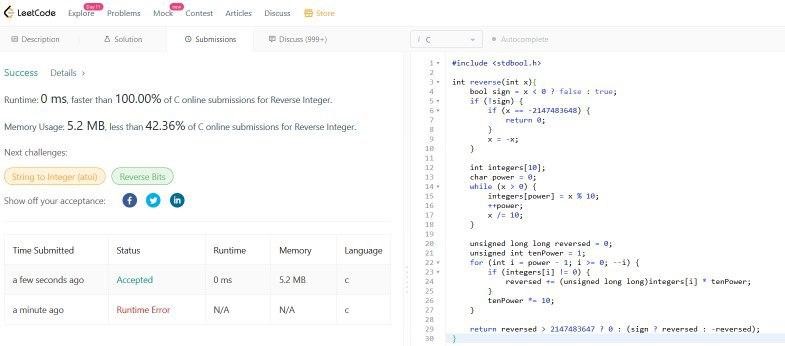 LeetCode
Explore
Day 11
Problems
Mock
new
Contest
Articles
Discuss
Store
Description
Solution
Submissions
Discuss (999+)
Success
Details >
Runtime: 0 ms, faster than 100.00% of C online submissions for Reverse Integer.
Memory Usage: 5.2 MB, less than 42.36% of C online submissions for Reverse Integer.
Next challenges:
String to Integer (atoi)
Reverse Bits
Show off your acceptance:
Time Submitted Status Runtime Memory Language
a few seconds ago Accepted 0 ms 5.2 MB c
a minute ago Runtime Error N/A N/A c
i C
Autocomplete
1 #include <stdbool.h>
2
3 int reverse(int x){
4 bool sign = x < 0 ? false : true;
5 if (!sign) {
6 if (x == -2147483648) {
7 return 0;
8 }
9 x = -x;
10 }
11
12 int integers[10];
13 char power = 0;
14 while (x > 0) {
15 integers[power] = x % 10;
16 ++power;
17 x /= 10;
18 }
19
20 unsigned long long reversed = 0;
21 unsigned int tenPower = 1;
22 for (int i = power - 1; i >= 0; --i) {
23 if (integers[i] != 0) {
24 reversed += (unsigned long long)integers[i] * tenPower;
25 }
26 tenPower *= 10;
27 }
28
29 return reversed > 2147483647 ? 0 : (sign ? reversed : -reversed);
30 }